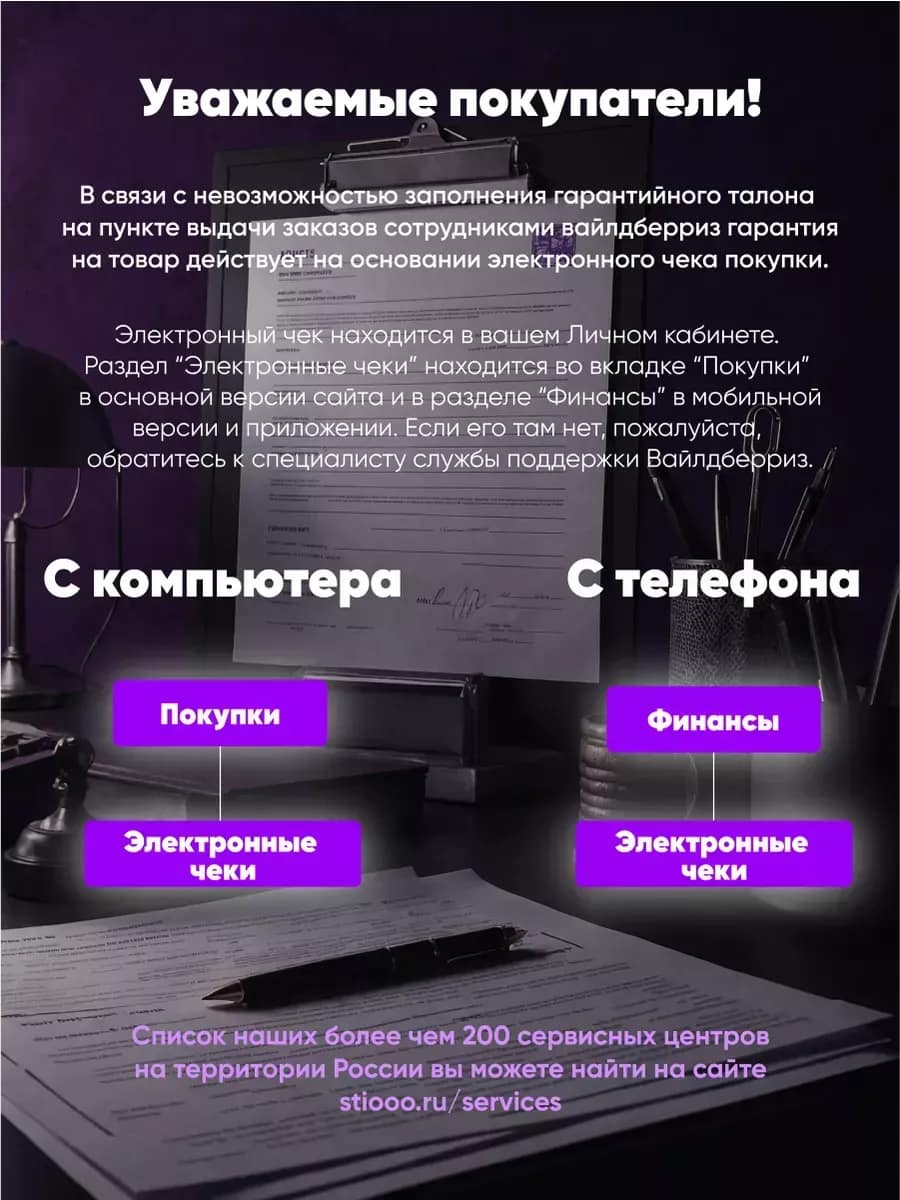 Уважаемые покупатели!
В связи с невозможностью заполнения гарантийного талона
на пункте выдачи заказов сотрудниками вайлдберриз гарантия
на товар действует на основании электронного чека покупки.
Электронный чек находится в вашем Личном кабинете.
Раздел “Электронные чеки” находится во вкладке “Покупки”
в основной версии сайта и в разделе “Финансы” в мобильной
версии и приложении. Если его там нет, пожалуйста,
обратитесь к специалисту службы поддержки Вайлдберриз.
С компьютера
С телефона
Покупки
Финансы
Электронные
чеки
Электронные
чеки
Список наших более чем 200 сервисных центров
на территории России вы можете найти на сайте
stiooo.ru/services